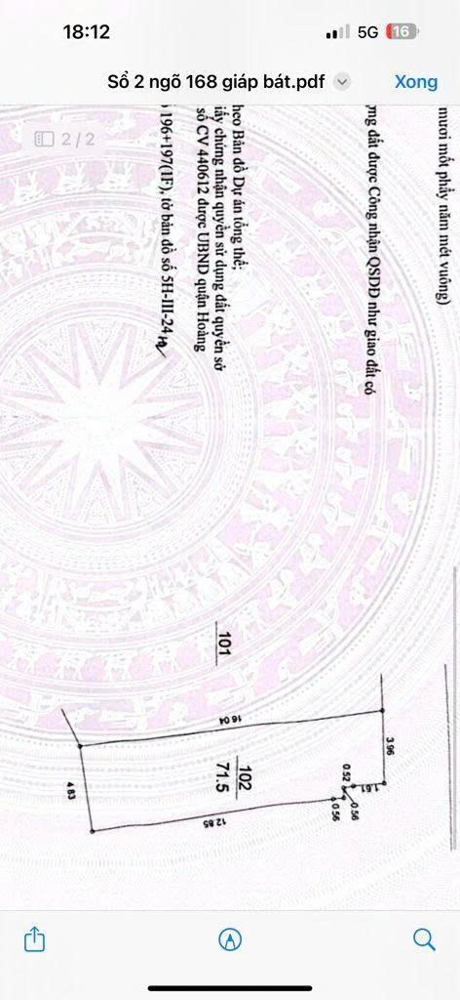 18:12
5G
16
Sổ 2 ngõ 168 giáp bát.pdf
Xong
2/2
mươi mốt phẩy năm mét vuông)
ợng đất được Công nhận QSDĐ như giao đất có
heo Bản đồ Dự án tổng thể;
iấy chứng nhận quyền sử dụng đất quyền sở
số CV 440612 được UBND quận Hoàng
196+197(1F), tờ bản đồ số 5H-III-24
101
16.04
3.96
102
71.5
0.52
1.61
0.56
0.56
4.83
12.85